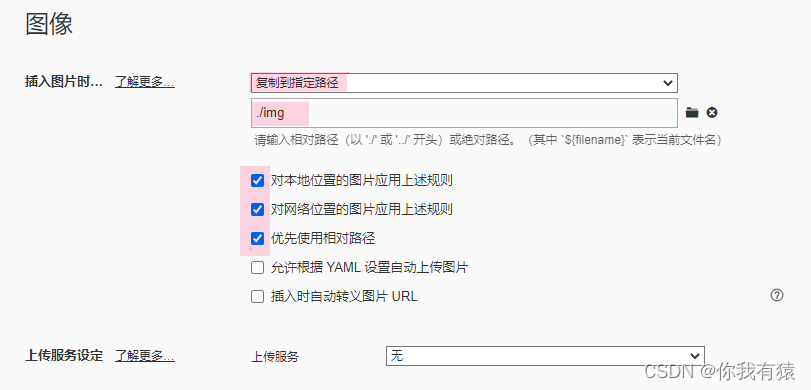 图像
插入图片时… 了解更多… 复制到指定路径
./img
请输入相对路径（以 './' 或 '../' 开头）或绝对路径。（其中 `${filename}` 表示当前文件名）
对本地位置的图片应用上述规则
对网络位置的图片应用上述规则
优先使用相对路径
允许根据 YAML 设置自动上传图片
插入时自动转义图片 URL
上传服务设定 了解更多… 上传服务 无
CSDN @你我有猿